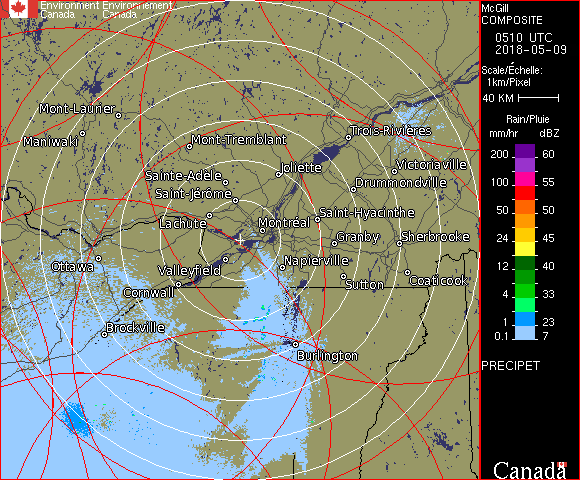 Environment Environnement
Canada Canada
McGill
COMPOSITE
0510 UTC
2018-05-09
Scale/Échelle:
1km/Pixel
40 KM
Rain/Pluie
mm/hr dBZ
200 60
100 55
50 50
24 45
12 40
4 33
1 23
0.1 7
PRECIPET
Canada
Mont-Laurier
Maniwaki
Mont-Tremblant
Trois-Rivières
Sainte-Adèle
Joliette
Victoriaville
Saint-Jérôme
Drummondville
Lachute
Montréal
Saint-Hyacinthe
Granby
Sherbrooke
Ottawa
Valleyfield
Napierville
Cornwall
Sutton
Coaticook
Brockville
Burlington